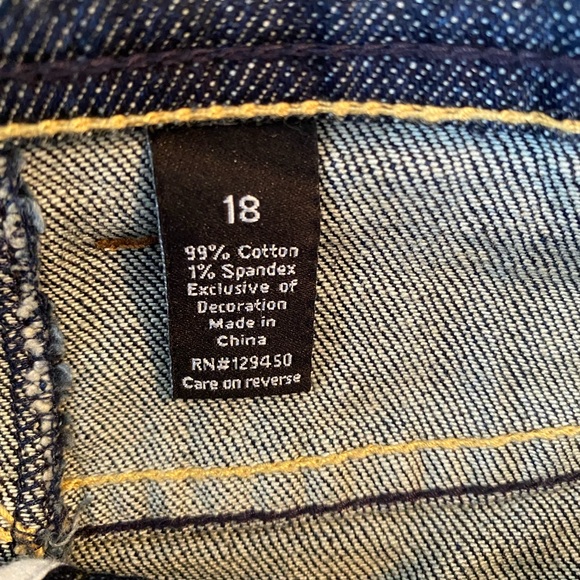 18
99% Cotton
1% Spandex
Exclusive of
Decoration
Made in
China
RN#129450
Care on reverse